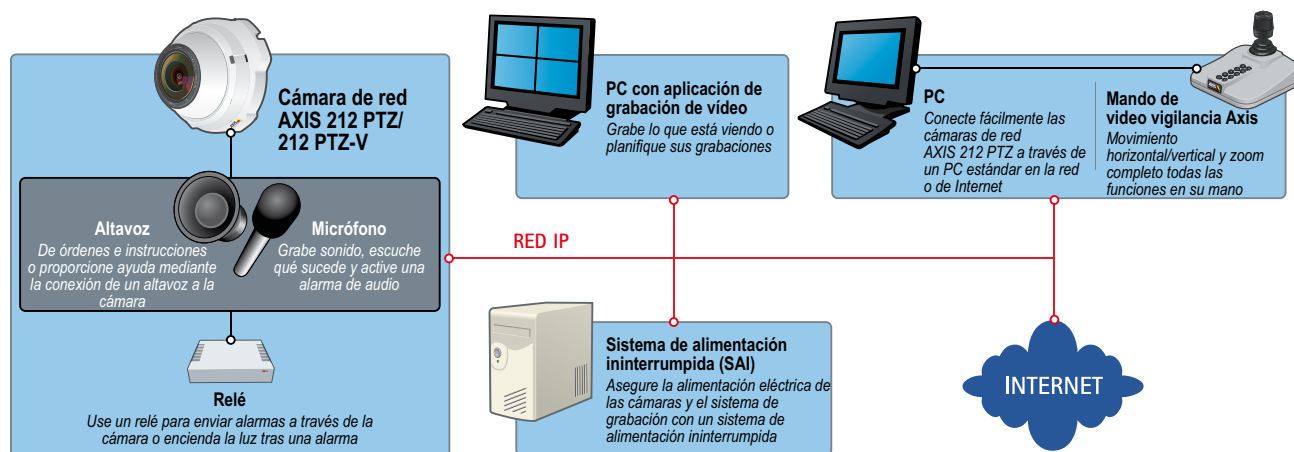 Cámara de red
AXIS 212 PTZ/
212 PTZ-V
Altavoz
De órdenes e instrucciones
o proporcione ayuda mediante
la conexión de un altavoz a la
cámara
Micrófono
Grabe sonido, escuche
qué sucede y active una
alarma de audio
Relé
Use un relé para enviar alarmas a través de la
cámara o encienda la luz tras una alarma
PC con aplicación de
grabación de vídeo
Grabe lo que está viendo o
planifique sus grabaciones
PC
Conecte fácilmente las
cámaras de red
AXIS 212 PTZ a través de
un PC estándar en la red
o de Internet
Mando de
video vigilancia Axis
Movimiento
horizontal/vertical y zoom
completo todas las
funciones en su mano
RED IP
Sistema de alimentación
ininterrumpida (SAI)
Asegure la alimentación eléctrica de
las cámaras y el sistema de
grabación con un sistema de
alimentación ininterrumpida
INTERNET